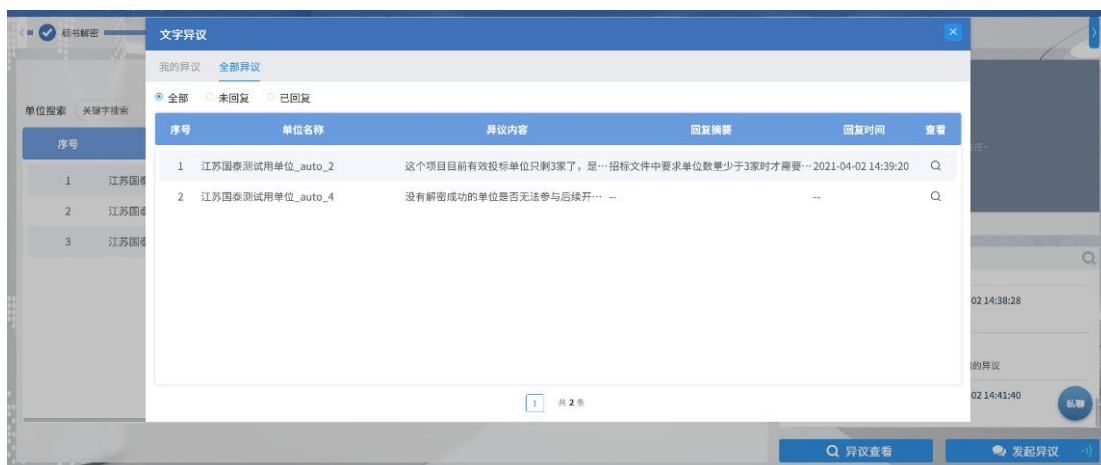 标书解密
文字异议
我的异议 全部异议
全部 未回复 已回复
单位搜索 关键字搜索
序号 单位名称 异议内容 回复摘要 回复时间 查看
序号
1 江苏国泰测试用单位_auto_2 这个项目目前有效投标单位只剩3家了，是… 招标文件中要求单位数量少于3家时才需要… 2021-04-02 14:39:20
1 江苏国泰
2 江苏国泰测试用单位_auto_4 没有解密成功的单位是否无法参与后续开… -- --
2 江苏国泰
3 江苏国泰
-02 14:38:28
的异议
-02 14:41:40
1 共 2 条
私聊
异议查看 发起异议